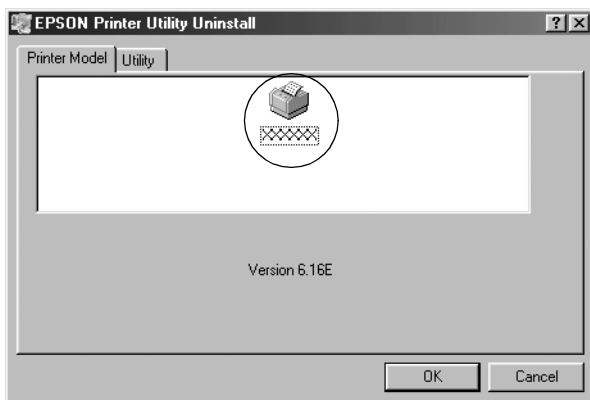 EPSON Printer Utility Uninstall
Printer Model
Utility
Version 6.16E
OK
Cancel